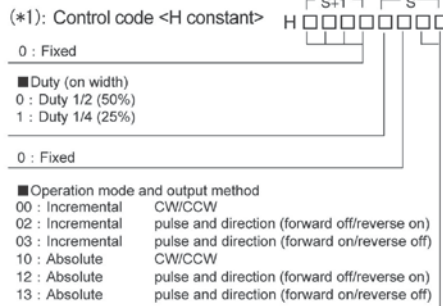 (*1): Control code <H constant>
S+1 S
H □□□□□□□□
0 : Fixed
■Duty (on width)
0 : Duty 1/2 (50%)
1 : Duty 1/4 (25%)
0 : Fixed
■Operation mode and output method
00 : Incremental CW/CCW
02 : Incremental pulse and direction (forward off/reverse on)
03 : Incremental pulse and direction (forward on/reverse off)
10 : Absolute CW/CCW
12 : Absolute pulse and direction (forward off/reverse on)
13 : Absolute pulse and direction (forward on/reverse off)